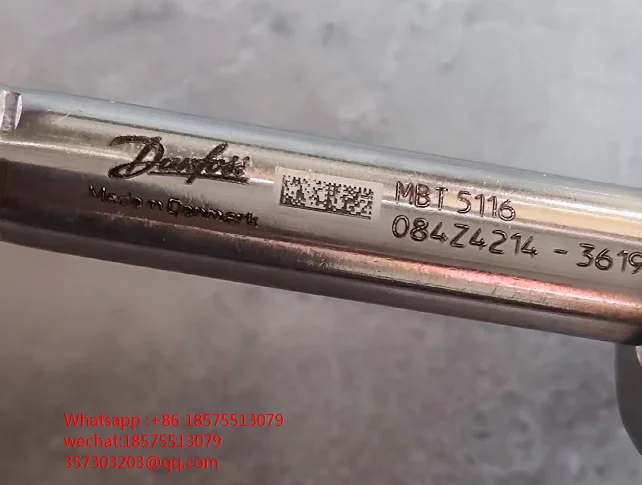 Danfoss
Made in Denmark
MBT 5116
084Z4214 - 3619
Whatsapp :+86 18575513079
wechat:18575513079
357303203@qq.com